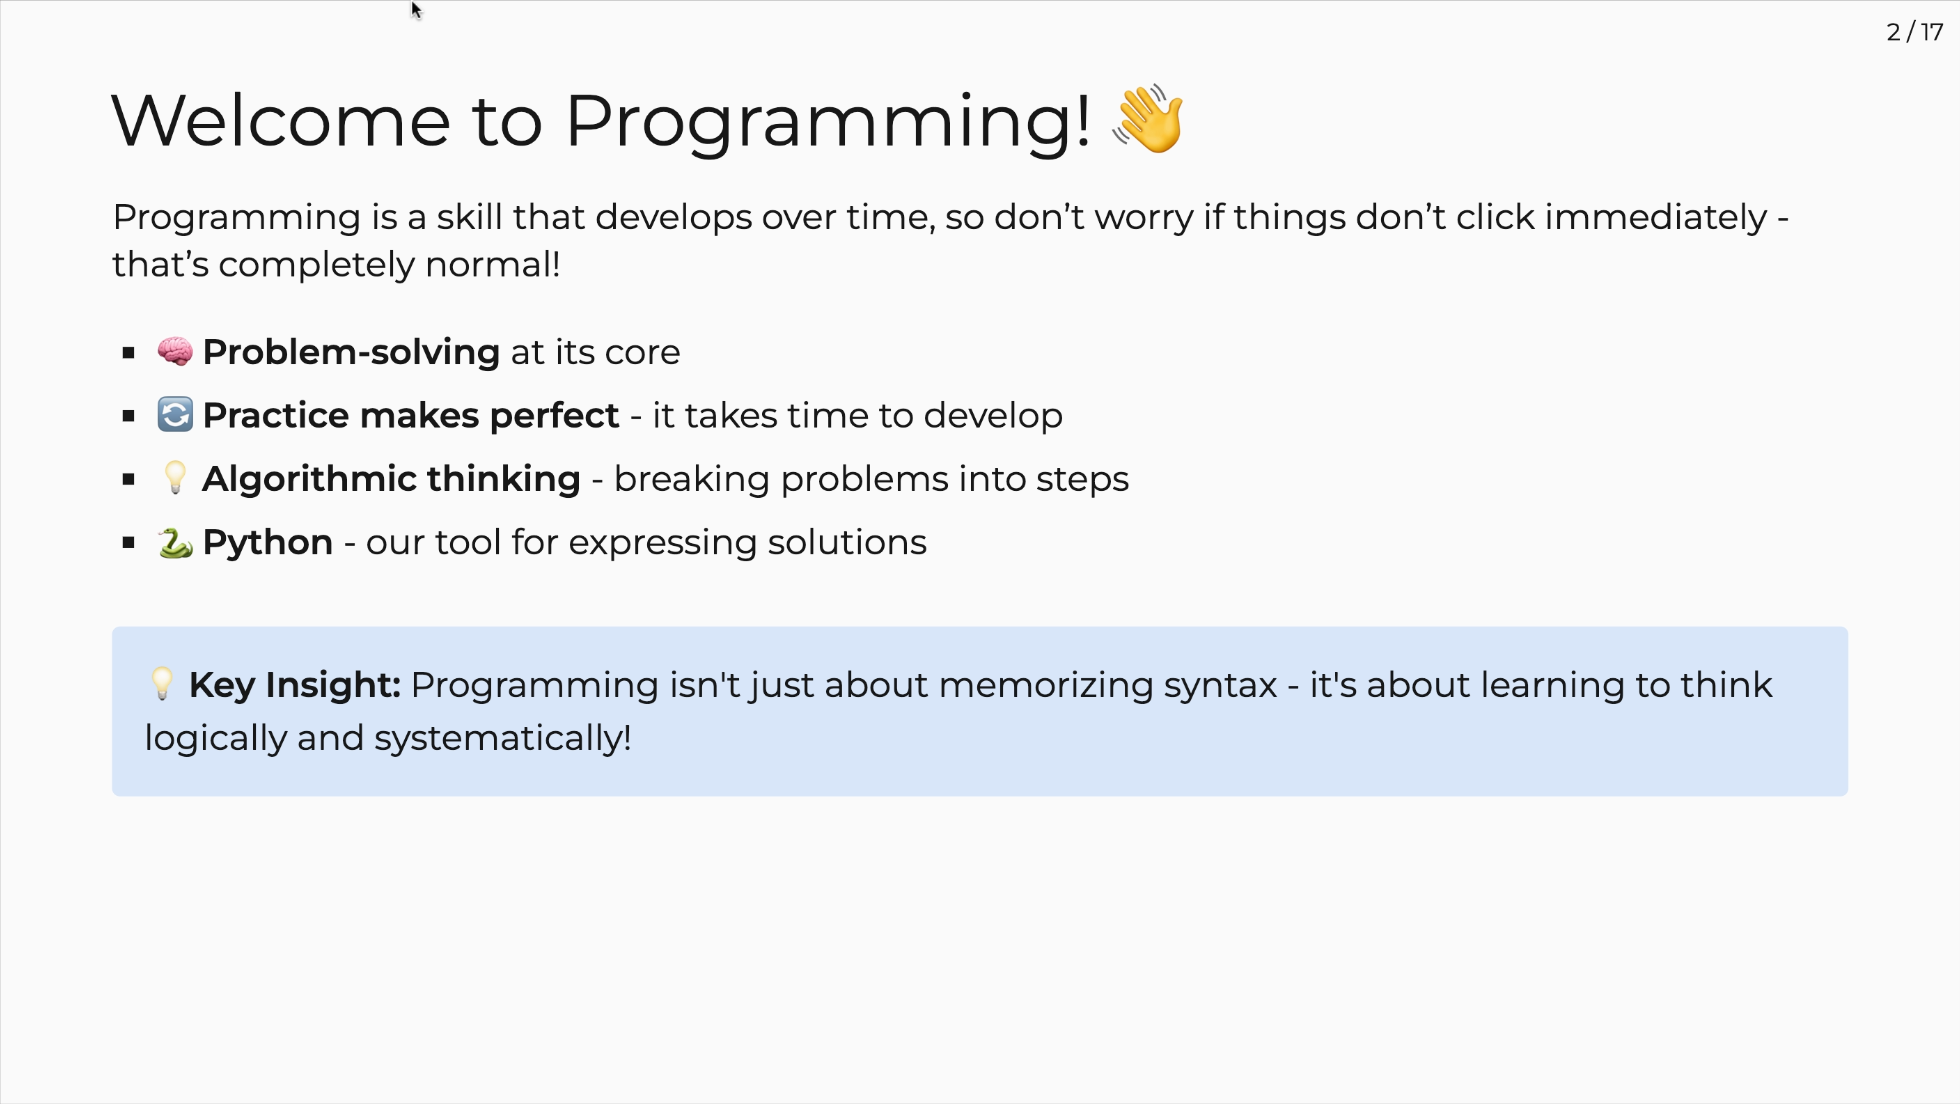 2 / 17
Welcome to Programming! 👋
Programming is a skill that develops over time, so don’t worry if things don’t click immediately -
that’s completely normal!
▪ 🧠 Problem-solving at its core
▪ 🔄 Practice makes perfect - it takes time to develop
▪ 💡 Algorithmic thinking - breaking problems into steps
▪ 🐍 Python - our tool for expressing solutions
💡 Key Insight: Programming isn't just about memorizing syntax - it's about learning to think
logically and systematically!